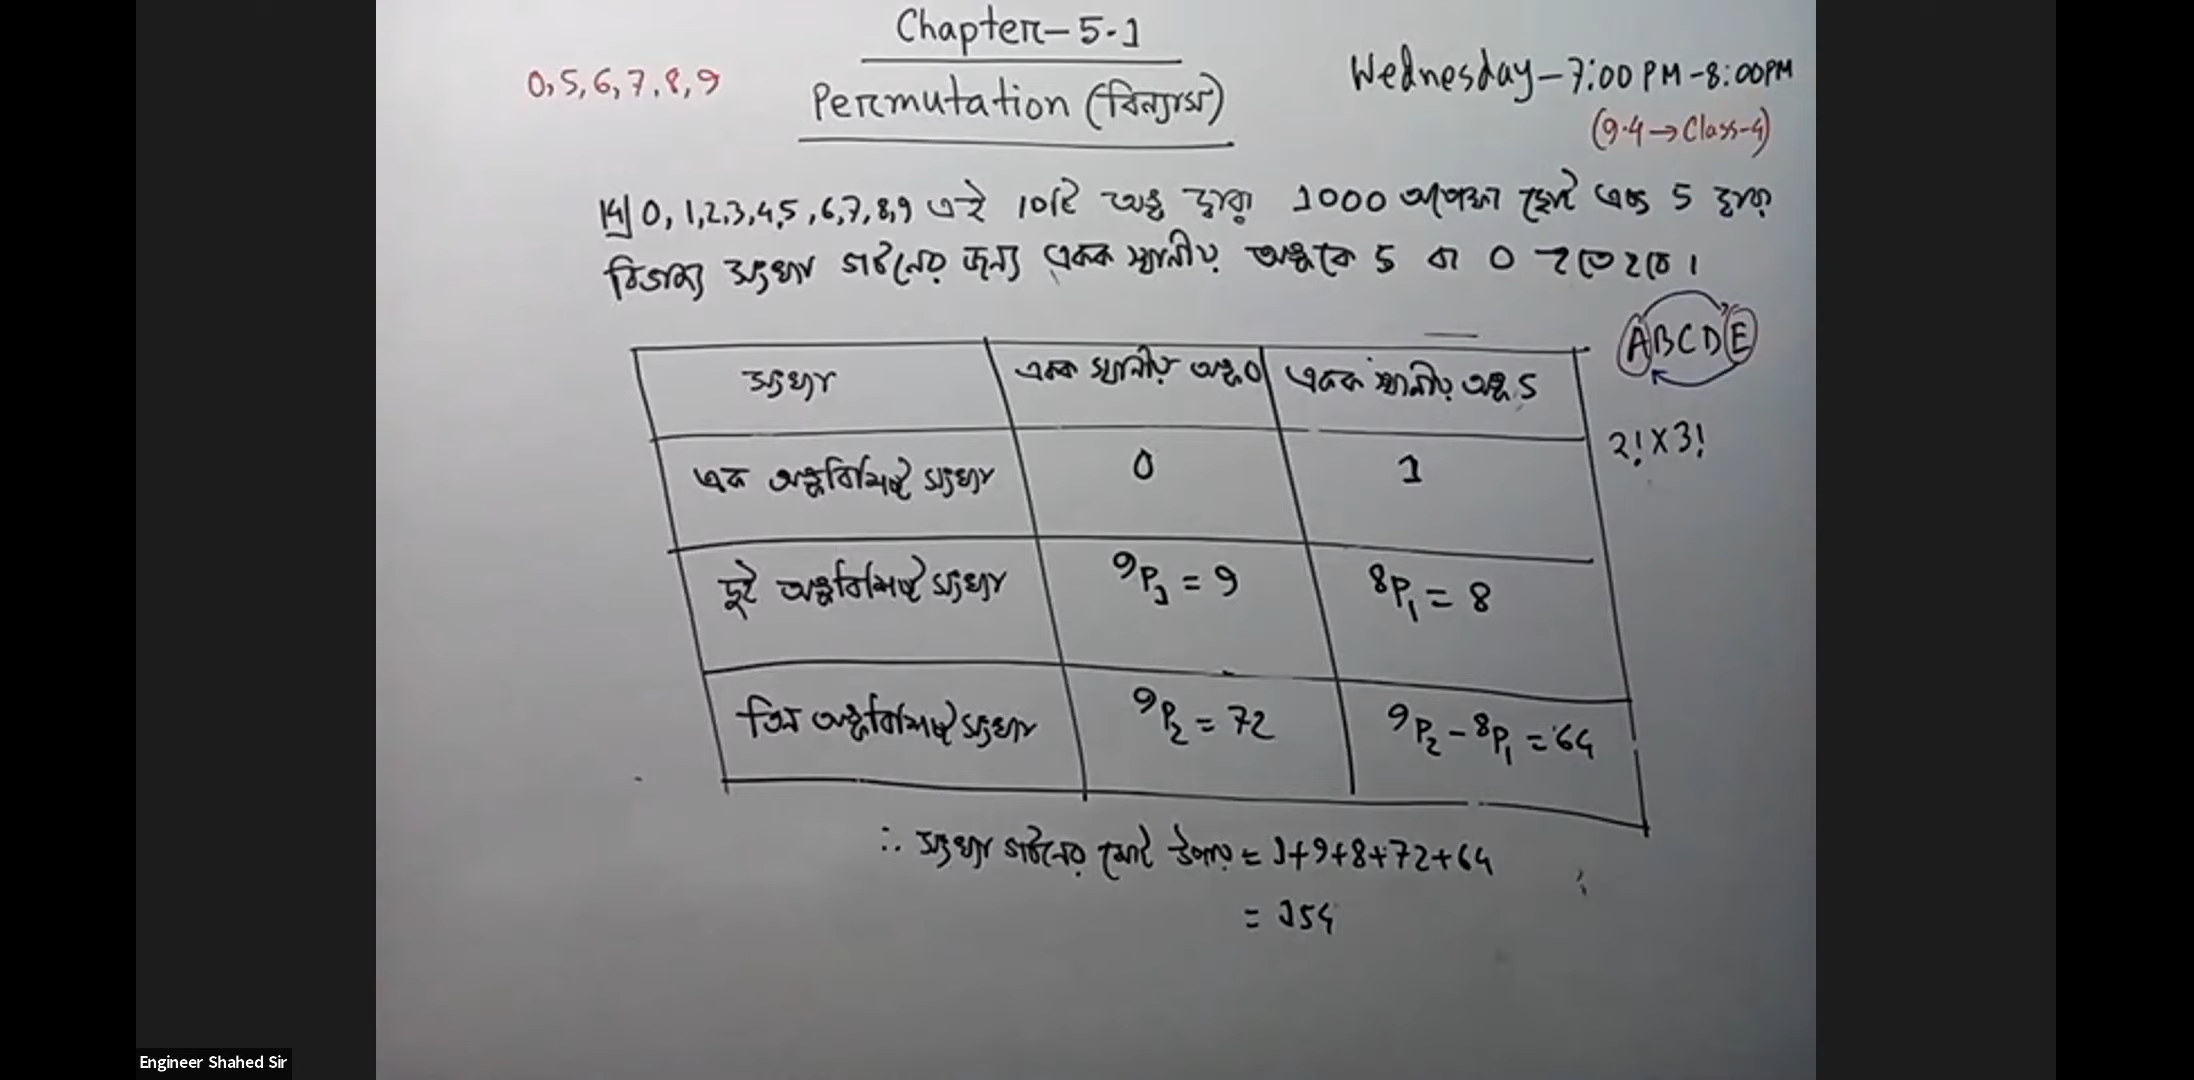 Chapter-5.1
0,5,6,7,8,9
Permutation (বিন্যাস)
Wednesday-7:00 PM-8:00PM
(9.4→Class-4)
14] 0, 1,2,3,4,5,6,7,8,9 এই 10টি অঙ্ক দ্বারা 1000 অপেক্ষা ছোট এবং 5 দ্বারা
বিভাজ্য সংখ্যা গঠনের জন্য একক স্থানীয় অঙ্ককে 5 বা 0 হতে হবে।
ABCDE
2!×3!
সংখ্যা একক স্থানীয় অঙ্ক 0 একক স্থানীয় অঙ্ক 5
এক অঙ্কবিশিষ্ট সংখ্যা 0 1
দুই অঙ্কবিশিষ্ট সংখ্যা ⁹P₁ = 9 ⁸P₁ = 8
তিন অঙ্কবিশিষ্ট সংখ্যা ⁹P₂ = 72 ⁹P₂ - ⁸P₁ = 64
∴ সংখ্যা গঠনের মোট উপায় = 1+9+8+72+64
= 154
Engineer Shahed Sir